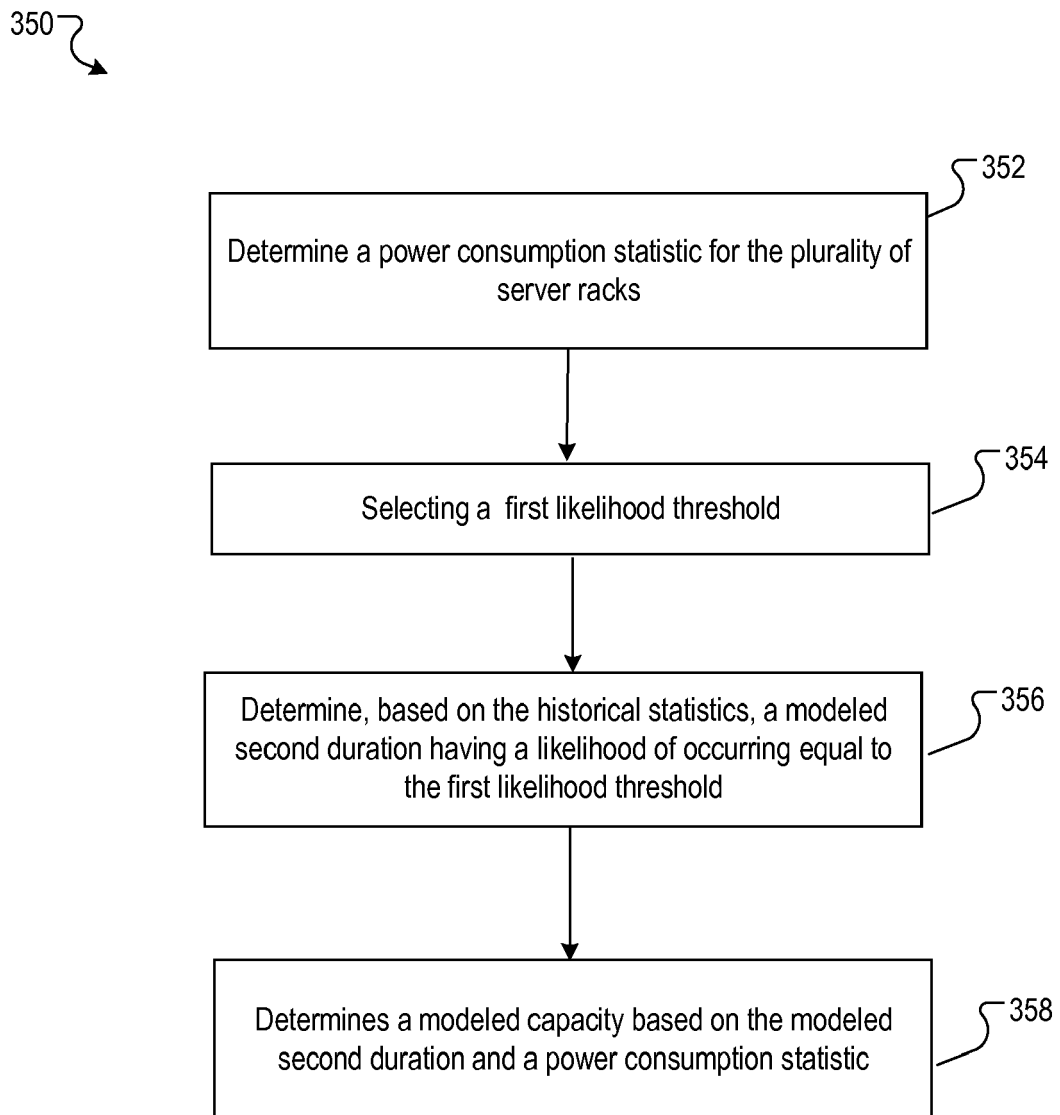 350
352
Determine a power consumption statistic for the plurality of
server racks
354
Selecting a first likelihood threshold
356
Determine, based on the historical statistics, a modeled
second duration having a likelihood of occurring equal to
the first likelihood threshold
358
Determines a modeled capacity based on the modeled
second duration and a power consumption statistic